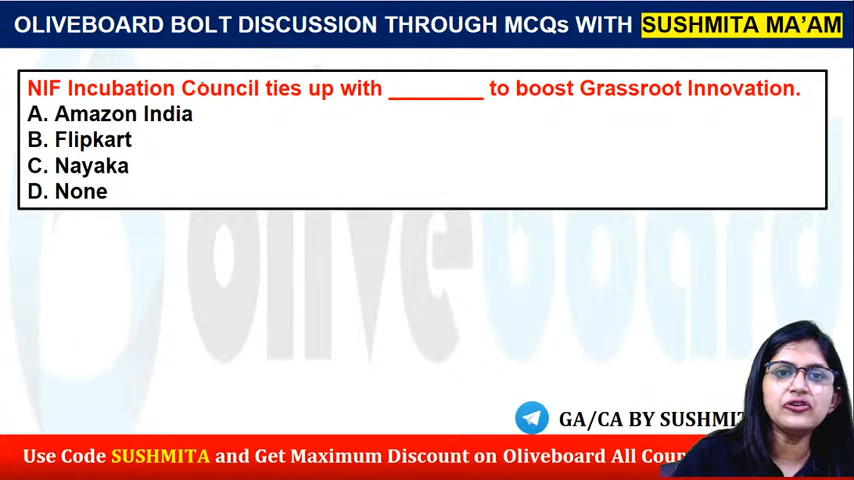 OLIVEBOARD BOLT DISCUSSION THROUGH MCQs WITH SUSHMITA MA'AM
NIF Incubation Council ties up with ________ to boost Grassroot Innovation.
A. Amazon India
B. Flipkart
C. Nayaka
D. None
oliveboard
GA/CA BY SUSHMIT
Use Code SUSHMITA and Get Maximum Discount on Oliveboard All Cour